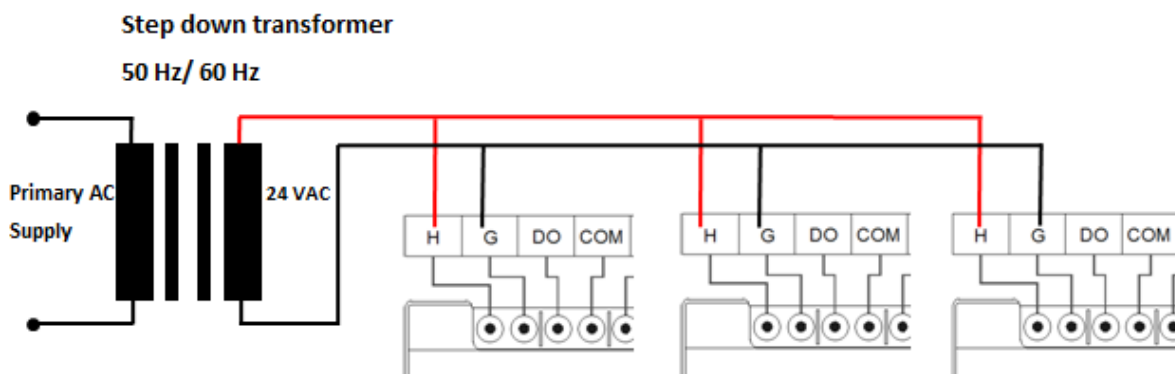 Step down transformer
50 Hz/ 60 Hz
Primary AC
Supply
24 VAC
H G DO COM
H G DO COM
H G DO COM